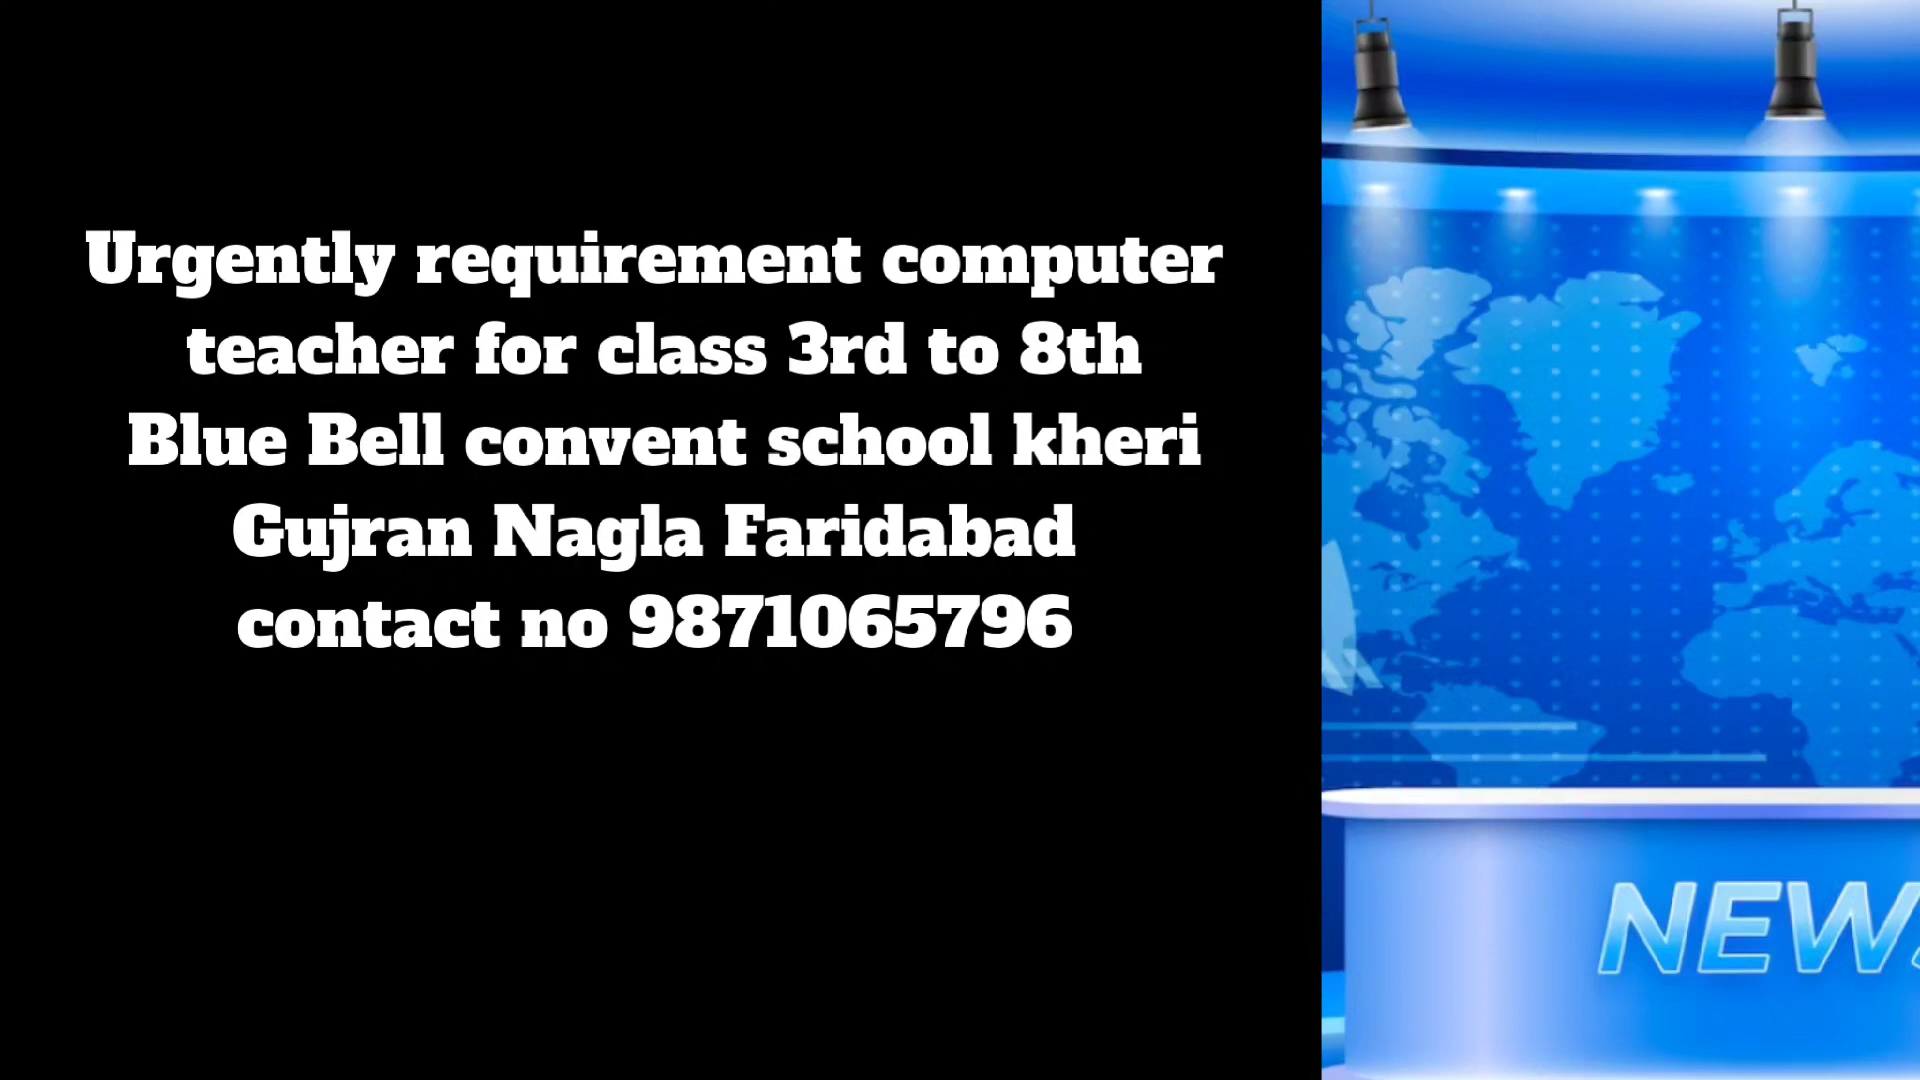 Urgently requirement computer
teacher for class 3rd to 8th
Blue Bell convent school kheri
Gujran Nagla Faridabad
contact no 9871065796
NEWS